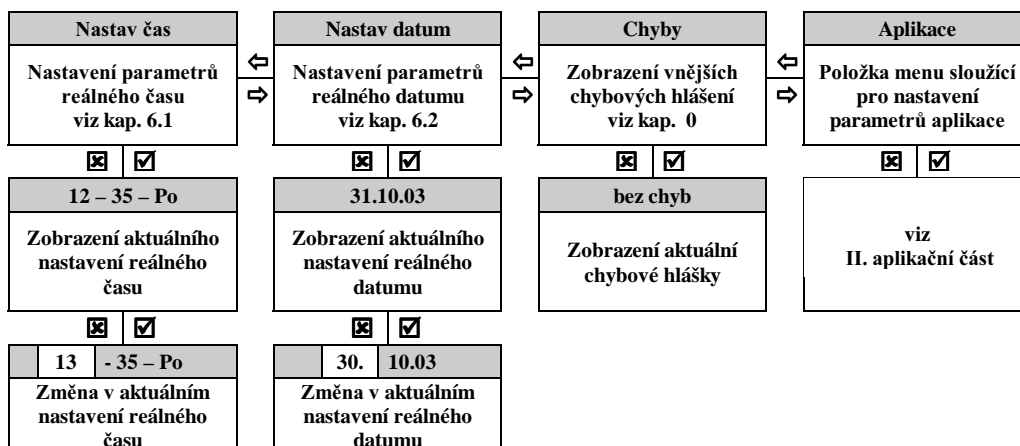 Nastav čas
Nastavení parametrů
reálného času
viz kap. 6.1
Nastav datum
Nastavení parametrů
reálného datumu
viz kap. 6.2
Chyby
Zobrazení vnějších
chybových hlášení
viz kap. 0
Aplikace
Položka menu sloužící
pro nastavení
parametrů aplikace
12 – 35 – Po
Zobrazení aktuálního
nastavení reálného
času
31.10.03
Zobrazení aktuálního
nastavení reálného
datumu
bez chyb
Zobrazení aktuální
chybové hlášky
viz
II. aplikační část
13 - 35 – Po
Změna v aktuálním
nastavení reálného
času
30. 10.03
Změna v aktuálním
nastavení reálného
datumu